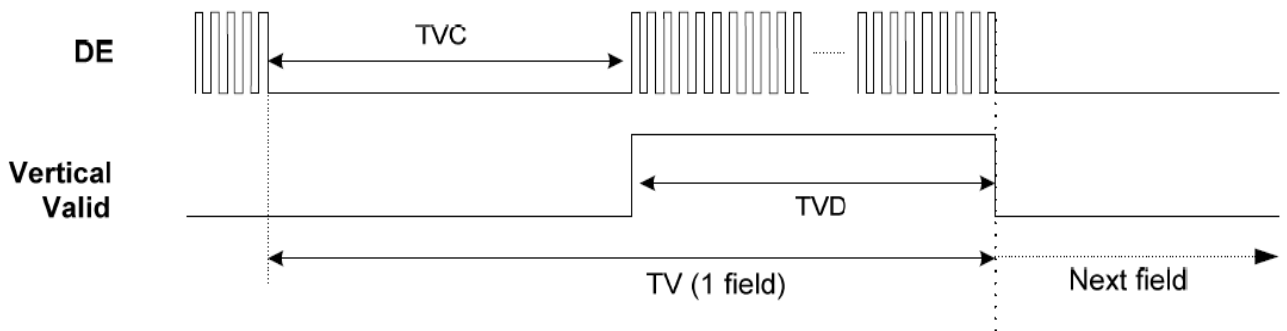 DE
TVC
Vertical
Valid
TVD
TV (1 field)
Next field